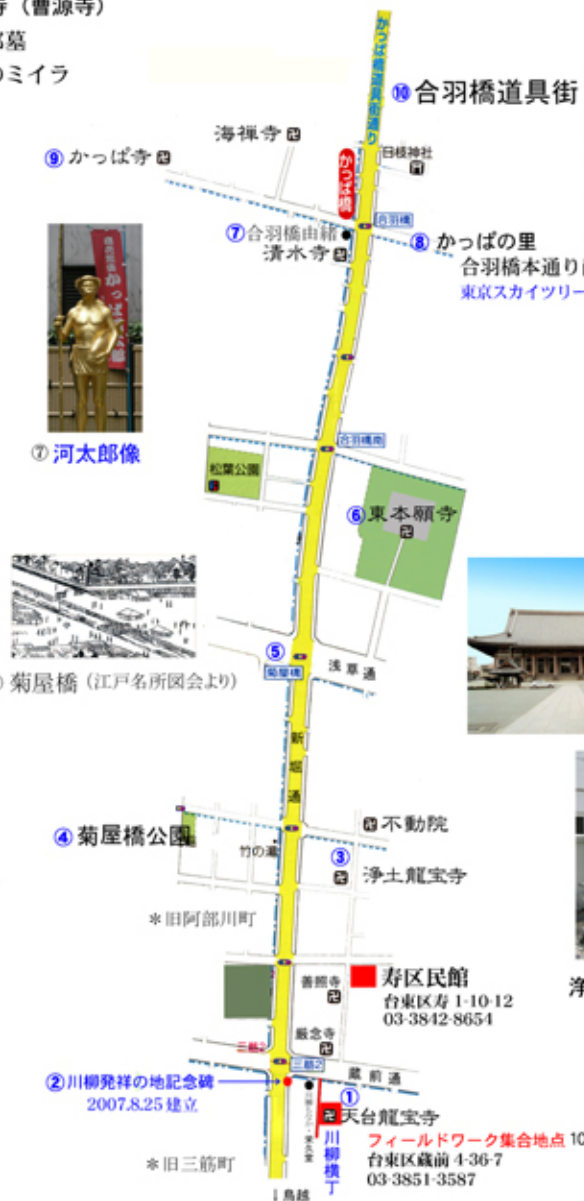 寺（曹源寺）
墓
のミイラ
かっぱ橋道具街通り
⑩合羽橋道具街
海禅寺
⑨かっぱ寺
日枝神社
かっぱ橋
合羽橋
⑦合羽橋由緒
清水寺
⑧かっぱの里
合羽橋本通り
東京スカイツリー
⑦河太郎像
合羽橋南
松葉公園
⑥東本願寺
⑤
菊屋橋
浅草通
菊屋橋（江戸名所図会より）
新堀通
④菊屋橋公園
不動院
竹の湯
③
浄土龍宝寺
＊旧阿部川町
善照寺
寿区民館
台東区寿 1-10-12
03-3842-8654
浄
厳念寺
三筋2
三筋2
蔵前通
②川柳発祥の地記念碑
2007.8.25 建立
①
天台龍宝寺
川柳横丁
フィールドワーク集合地点 10
台東区蔵前 4-36-7
03-3851-3587
＊旧三筋町
鳥越